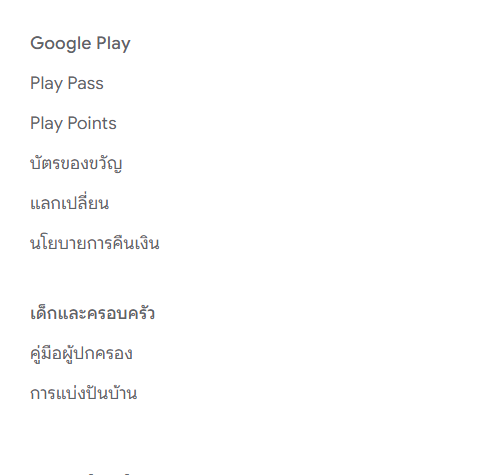 Google Play
Play Pass
Play Points
บัตรของขวัญ
แลกเปลี่ยน
นโยบายการคืนเงิน
เด็กและครอบครัว
คู่มือผู้ปกครอง
การแบ่งปันบ้าน